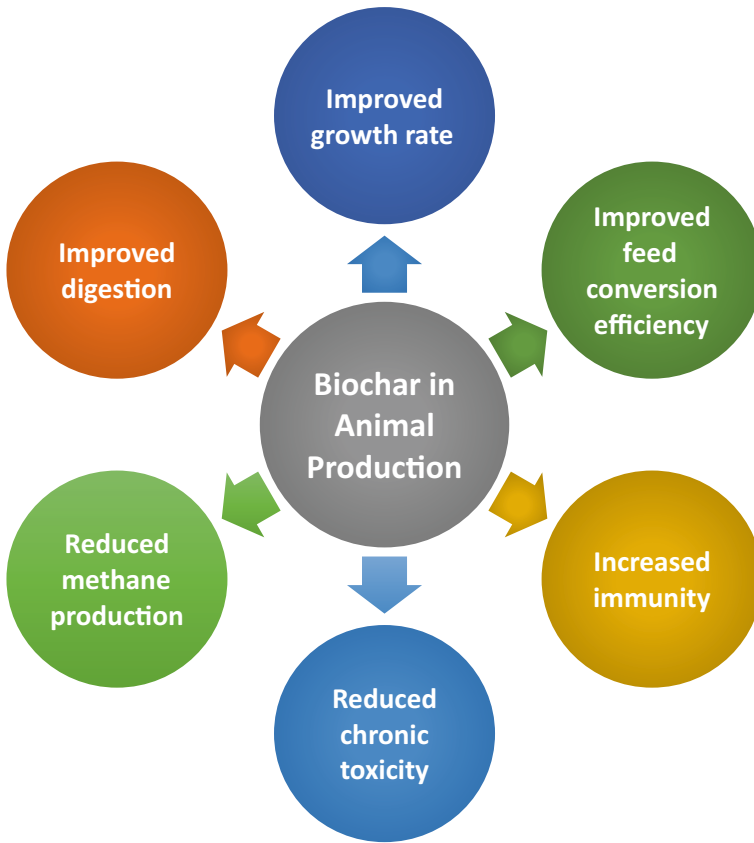 Improved
growth rate
Improved
feed
conversion
efficiency
Increased
immunity
Reduced
chronic
toxicity
Reduced
methane
production
Improved
digestion
Biochar in
Animal
Production